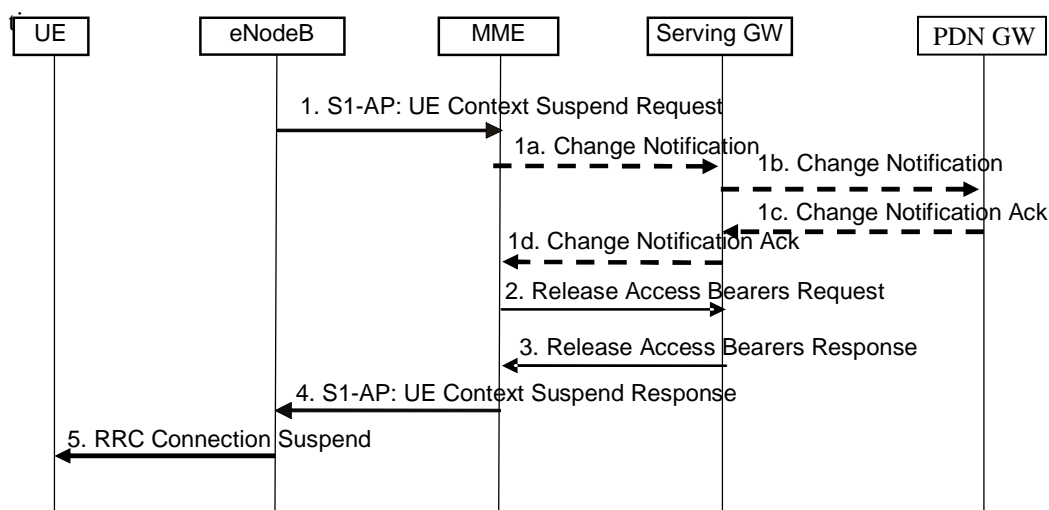 UE
eNodeB
MME
Serving GW
PDN GW
1. S1-AP: UE Context Suspend Request
1a. Change Notification
1b. Change Notification
1c. Change Notification Ack
1d. Change Notification Ack
2. Release Access Bearers Request
3. Release Access Bearers Response
4. S1-AP: UE Context Suspend Response
5. RRC Connection Suspend